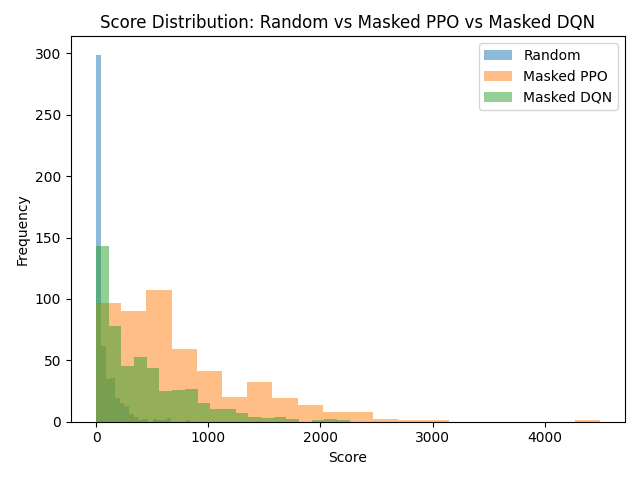 Score Distribution: Random vs Masked PPO vs Masked DQN
Random
Masked PPO
Masked DQN
Frequency
300
250
200
150
100
50
0
0 1000 2000 3000 4000
Score